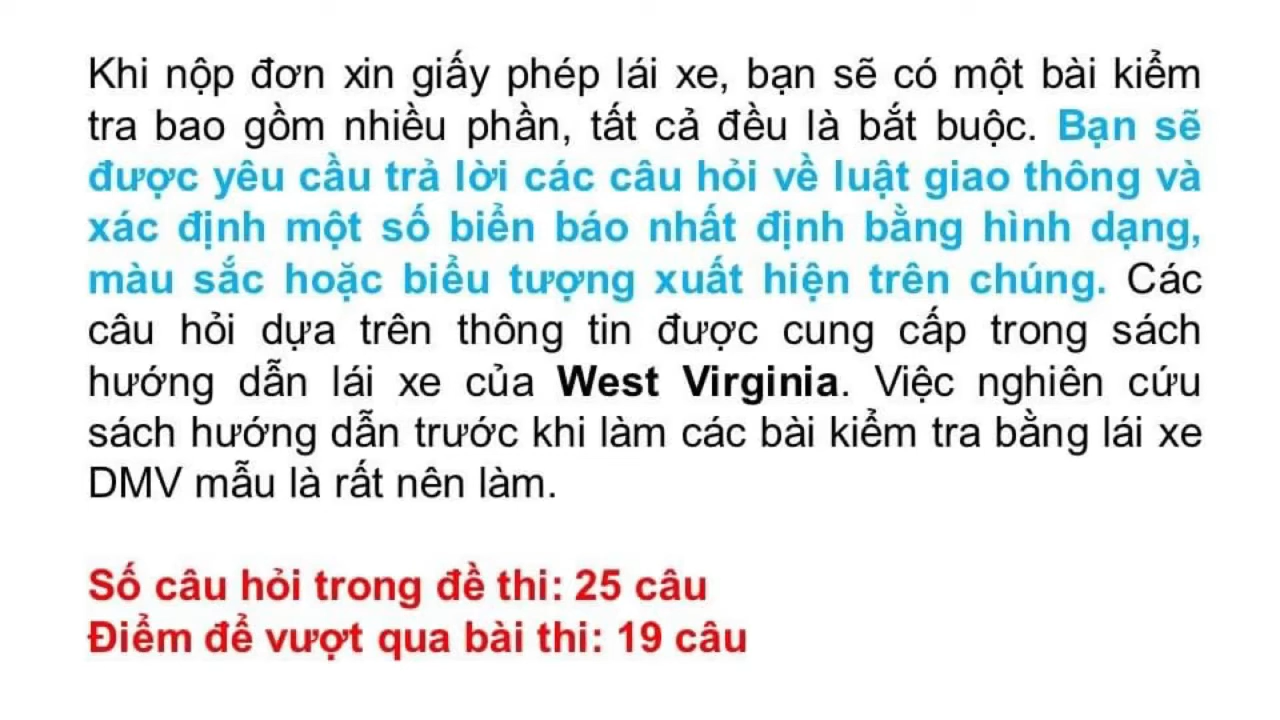 Khi nộp đơn xin giấy phép lái xe, bạn sẽ có một bài kiểm
tra bao gồm nhiều phần, tất cả đều là bắt buộc. Bạn sẽ
được yêu cầu trả lời các câu hỏi về luật giao thông và
xác định một số biển báo nhất định bằng hình dạng,
màu sắc hoặc biểu tượng xuất hiện trên chúng. Các
câu hỏi dựa trên thông tin được cung cấp trong sách
hướng dẫn lái xe của West Virginia. Việc nghiên cứu
sách hướng dẫn trước khi làm các bài kiểm tra bằng lái xe
DMV mẫu là rất nên làm.
Số câu hỏi trong đề thi: 25 câu
Điểm để vượt qua bài thi: 19 câu